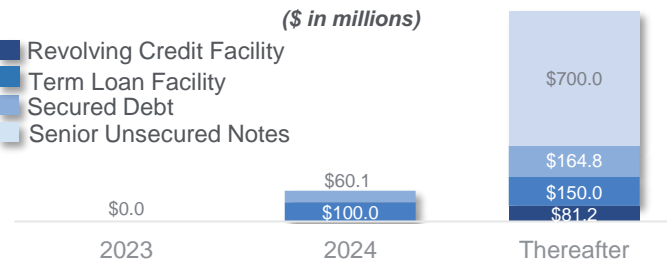 ($ in millions)
Revolving Credit Facility
Term Loan Facility
Secured Debt
Senior Unsecured Notes
$700.0
$164.8
$60.1
$150.0
$0.0
$100.0
$81.2
2023
2024
Thereafter